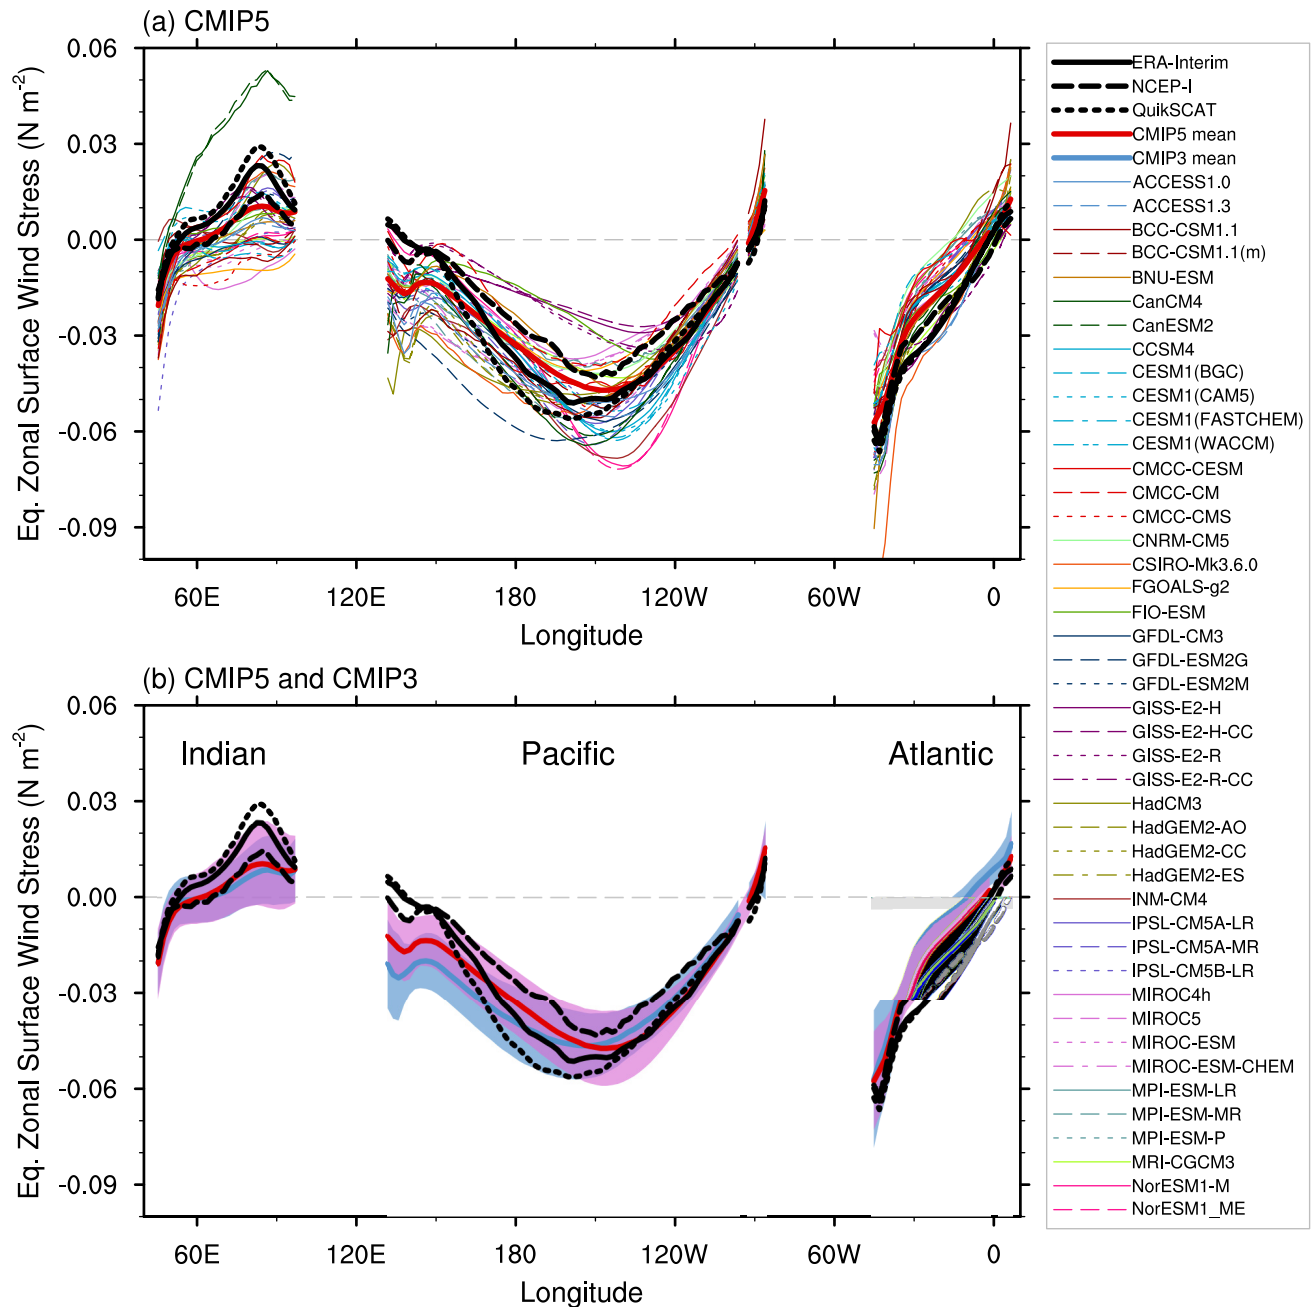 (a) CMIP5
Eq. Zonal Surface Wind Stress (N m-2)
0.06
0.03
0.00
-0.03
-0.06
-0.09
60E 120E 180 120W 60W 0
Longitude
(b) CMIP5 and CMIP3
Eq. Zonal Surface Wind Stress (N m-2)
0.06
0.03
0.00
-0.03
-0.06
-0.09
Indian Pacific Atlantic
60E 120E 180 120W 60W 0
Longitude
ERA-Interim
NCEP-I
QuikSCAT
CMIP5 mean
CMIP3 mean
ACCESS1.0
ACCESS1.3
BCC-CSM1.1
BCC-CSM1.1(m)
BNU-ESM
CanCM4
CanESM2
CCSM4
CESM1(BGC)
CESM1(CAM5)
CESM1(FASTCHEM)
CESM1(WACCM)
CMCC-CESM
CMCC-CM
CMCC-CMS
CNRM-CM5
CSIRO-Mk3.6.0
FGOALS-g2
FIO-ESM
GFDL-CM3
GFDL-ESM2G
GFDL-ESM2M
GISS-E2-H
GISS-E2-H-CC
GISS-E2-R
GISS-E2-R-CC
HadCM3
HadGEM2-AO
HadGEM2-CC
HadGEM2-ES
INM-CM4
IPSL-CM5A-LR
IPSL-CM5A-MR
IPSL-CM5B-LR
MIROC4h
MIROC5
MIROC-ESM
MIROC-ESM-CHEM
MPI-ESM-LR
MPI-ESM-MR
MPI-ESM-P
MRI-CGCM3
NorESM1-M
NorESM1_ME